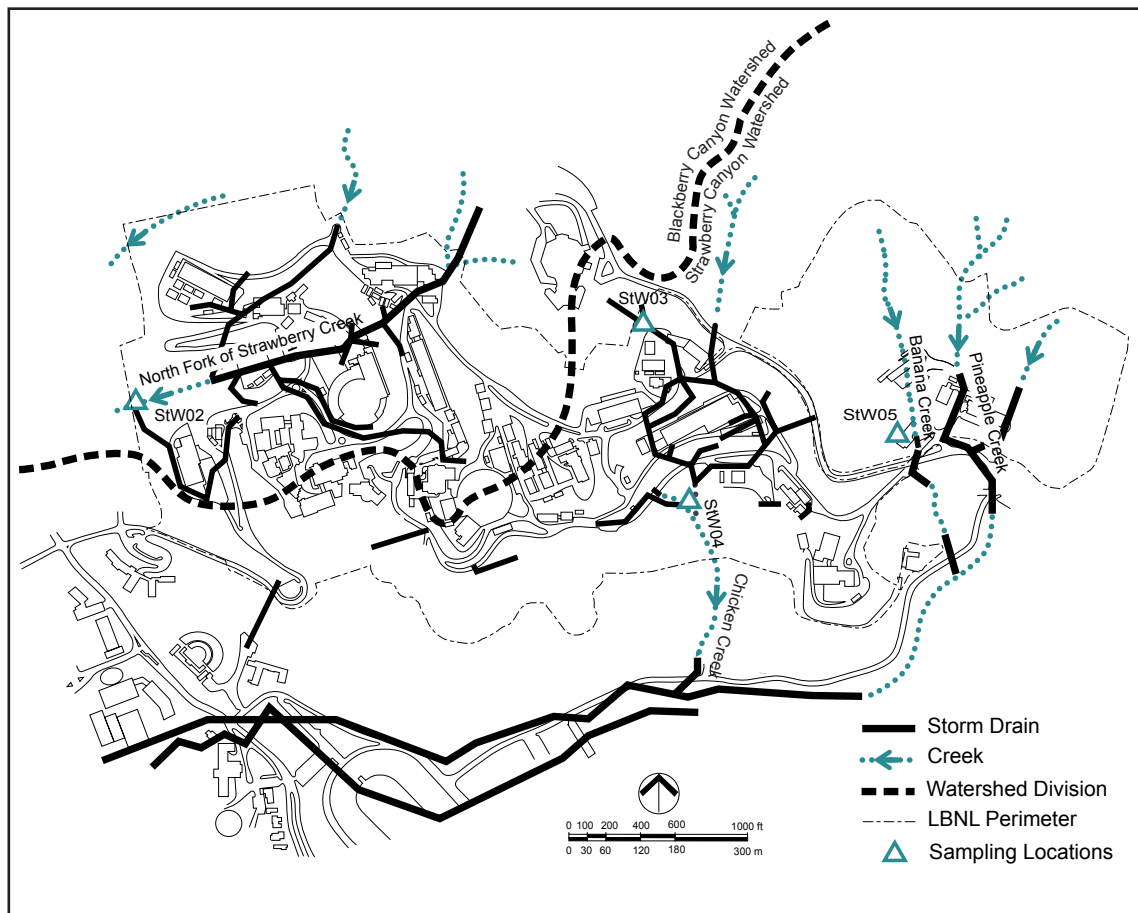 Blackberry Canyon Watershed
Strawberry Canyon Watershed
StW03
North Fork of Strawberry Creek
StW02
StW05
Banana Creek
Pineapple Creek
StW04
Chicken Creek
Storm Drain
Creek
Watershed Division
LBNL Perimeter
Sampling Locations
0 100 200 400 600 1000 ft
0 30 60 120 180 300 m